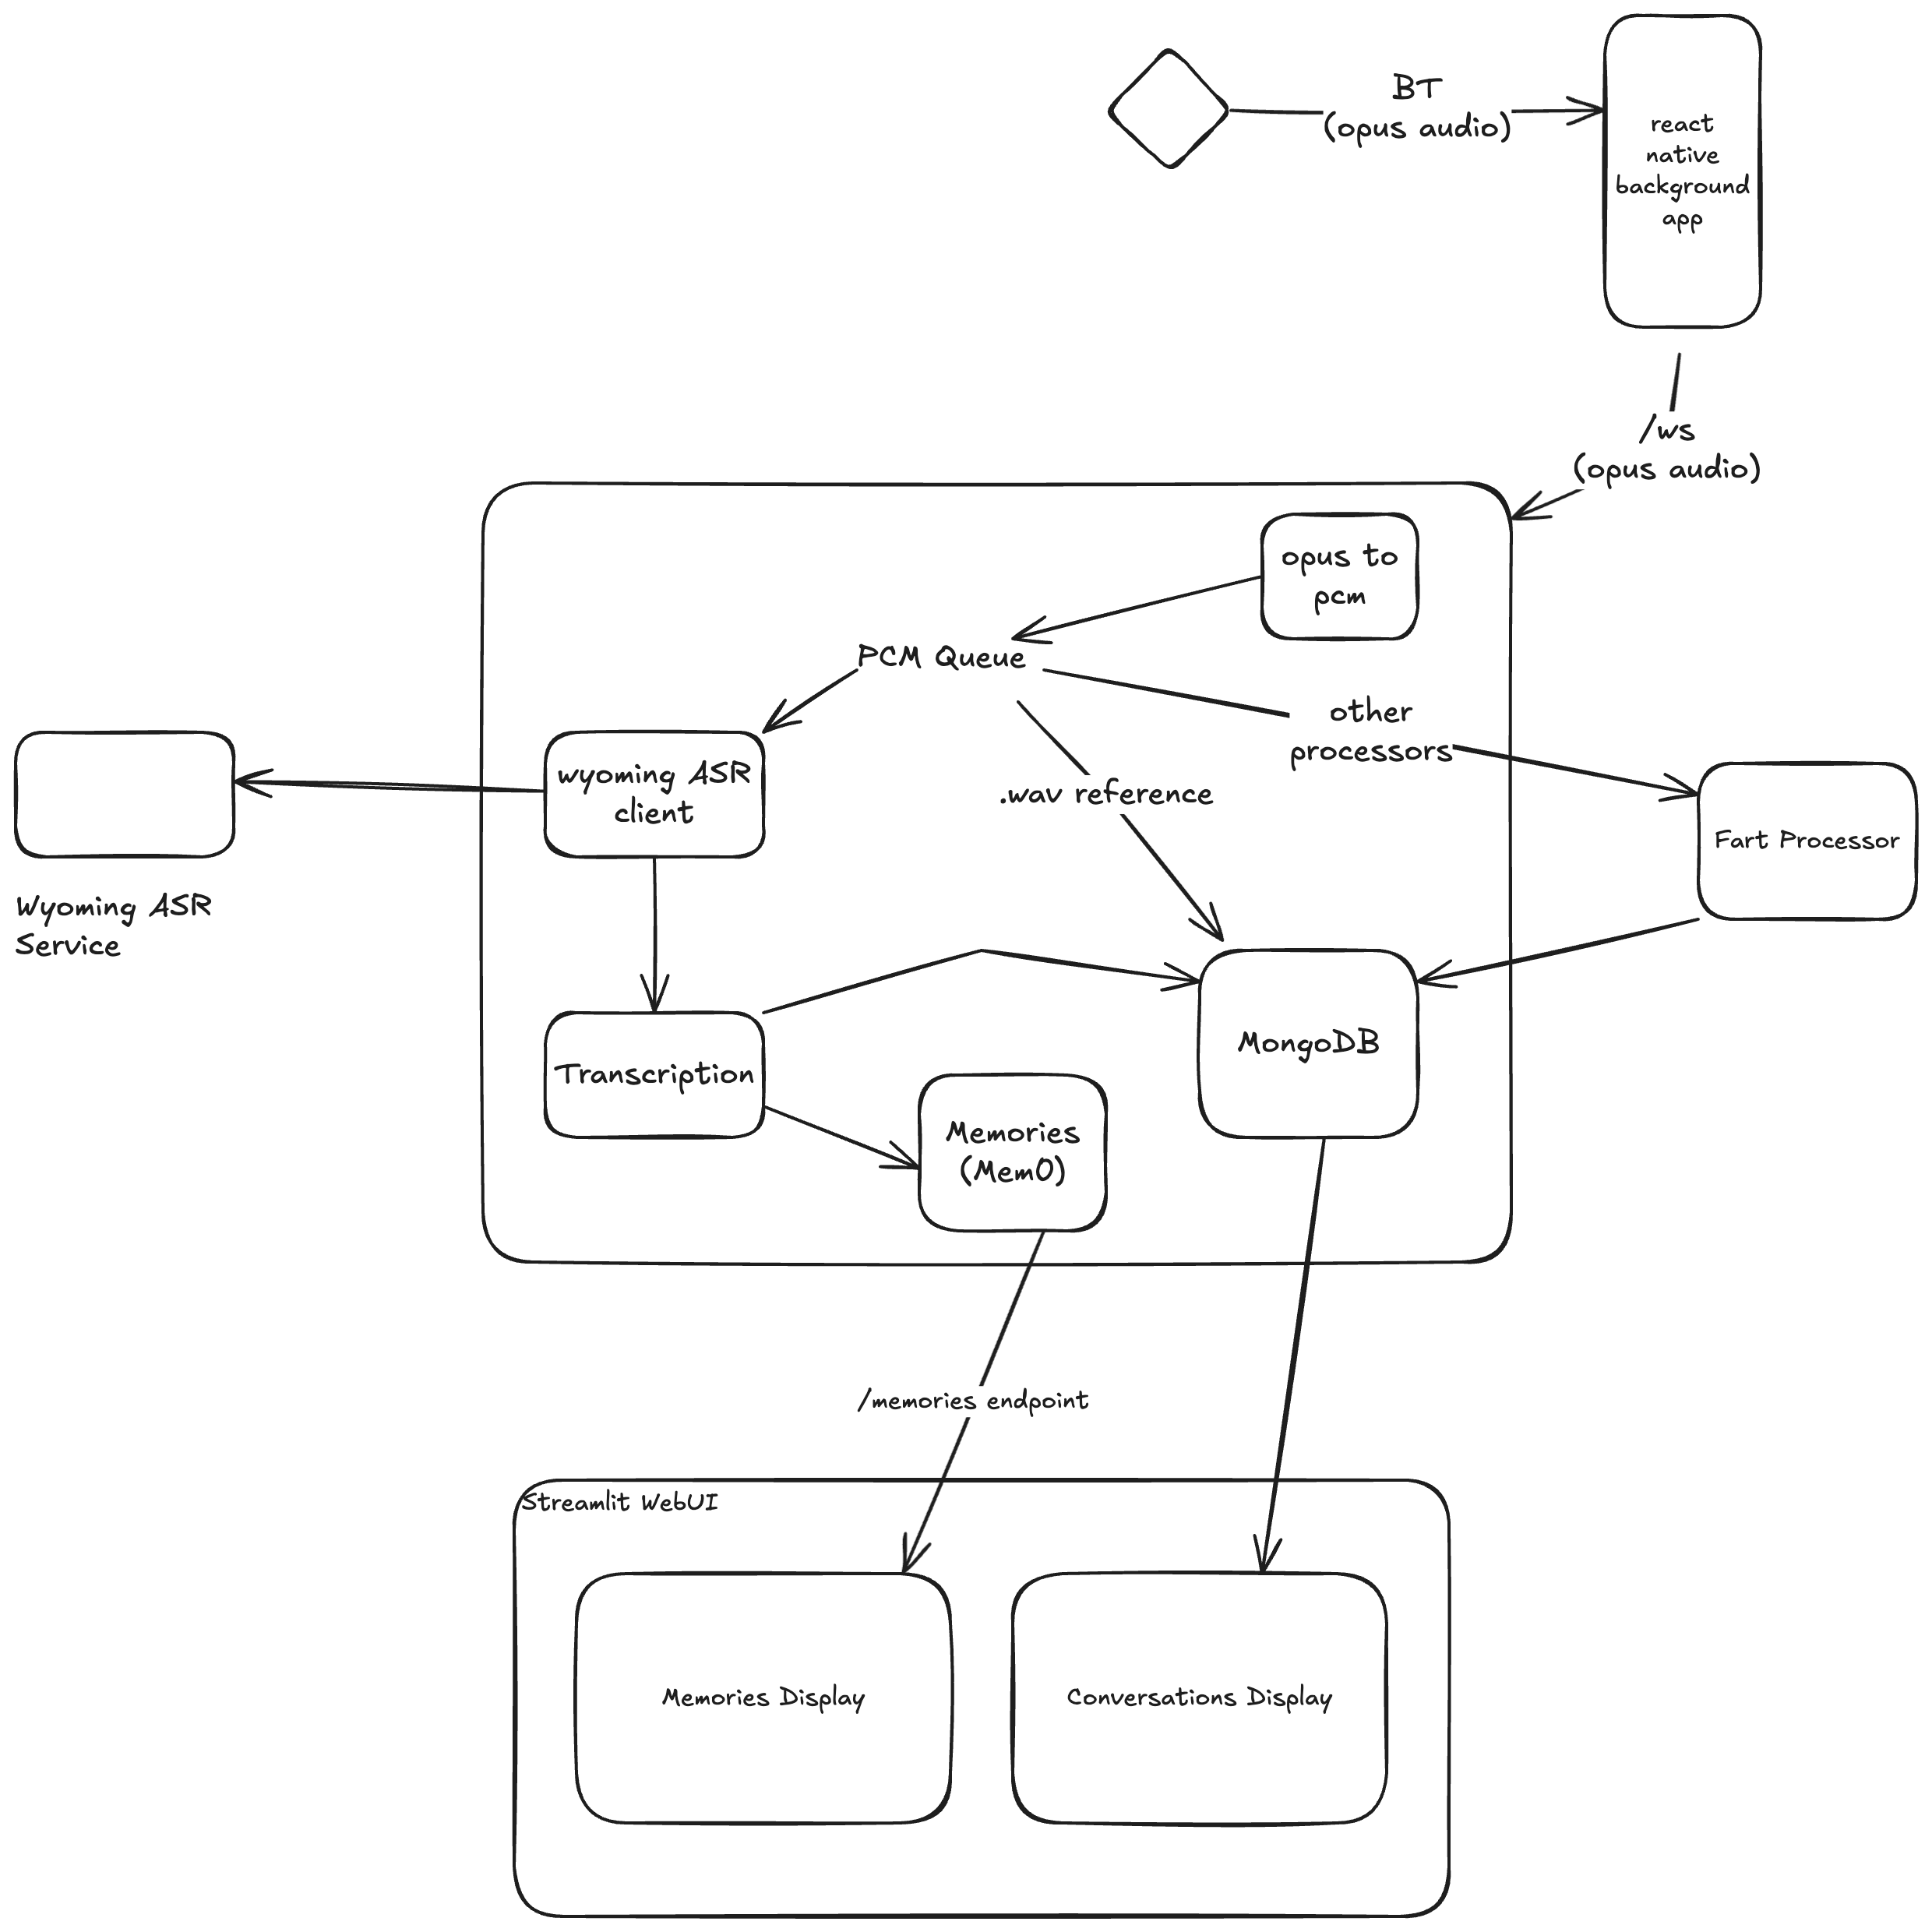 BT
(opus audio)
react
native
background
app
/ws
(opus audio)
opus to
pcm
PCM Queue
other
processors
wyoming ASR
client
.wav reference
Fart Processor
Wyoming ASR
Service
MongoDB
Transcription
Memories
(Mem0)
/memories endpoint
Streamlit WebUI
Memories Display
Conversations Display